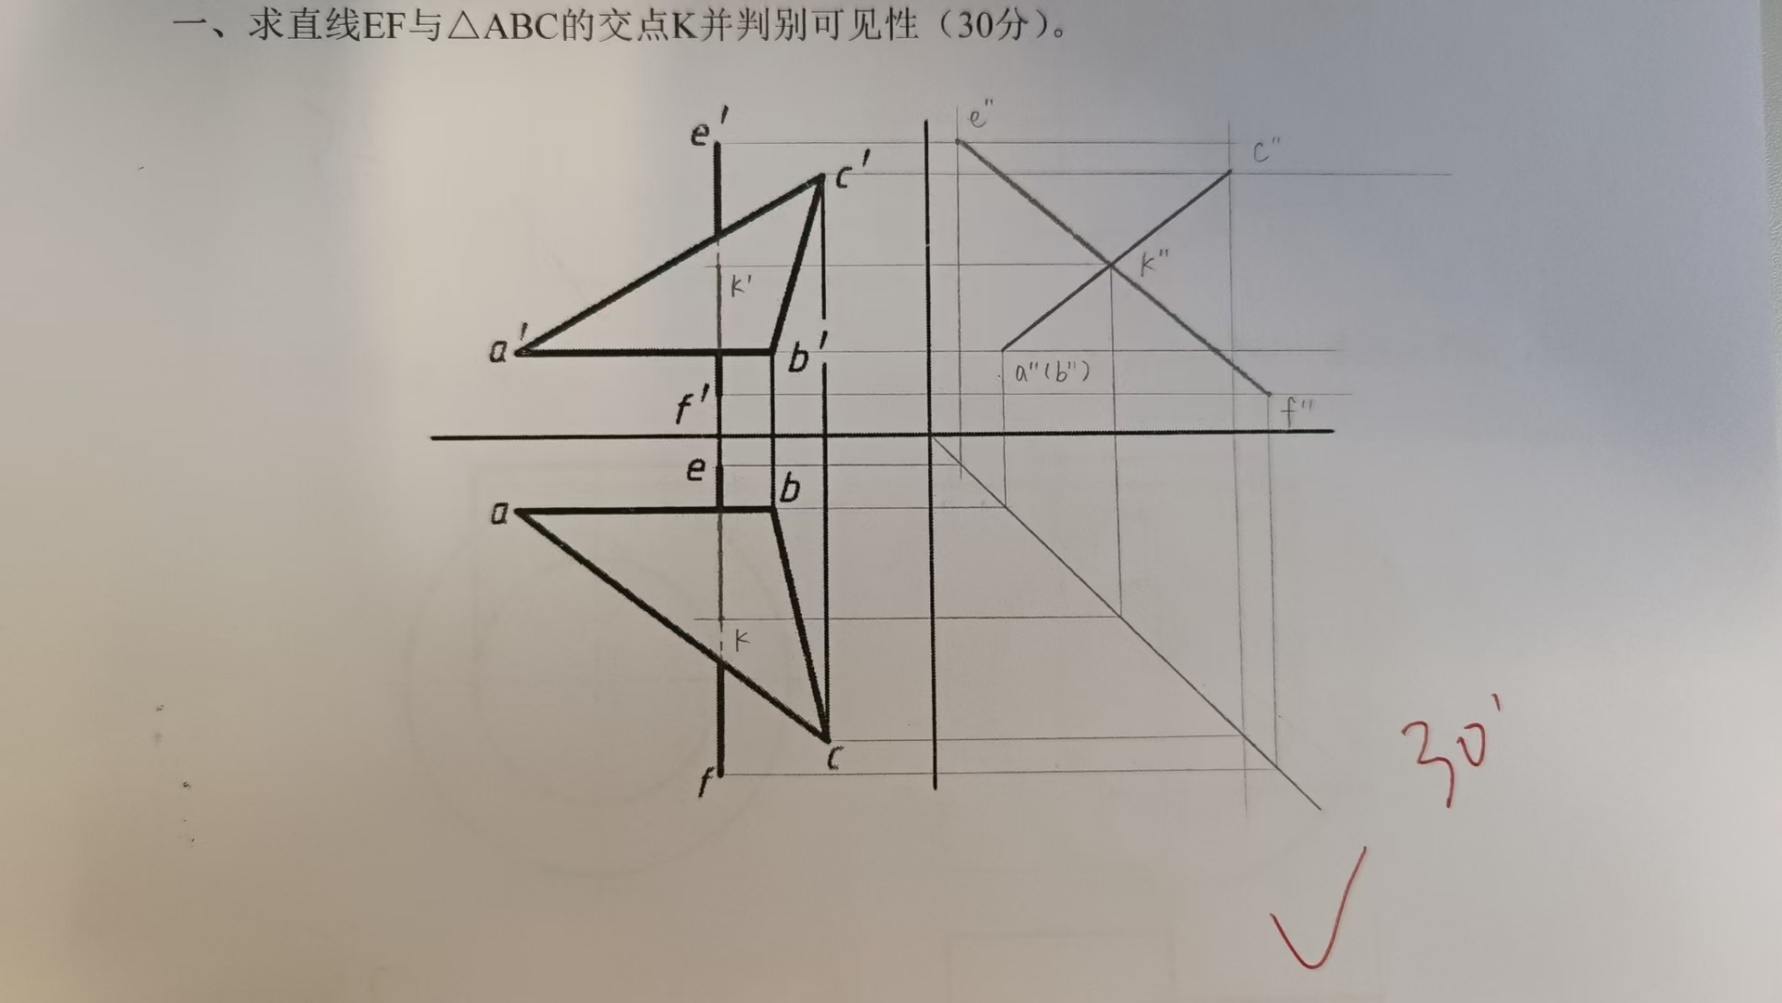 一、求直线EF与△ABC的交点K并判别可见性（30分）。
e'
e"
c'
c"
k'
k"
a'
b'
a"(b")
f'
f"
e
b
a
k
c
f
30'